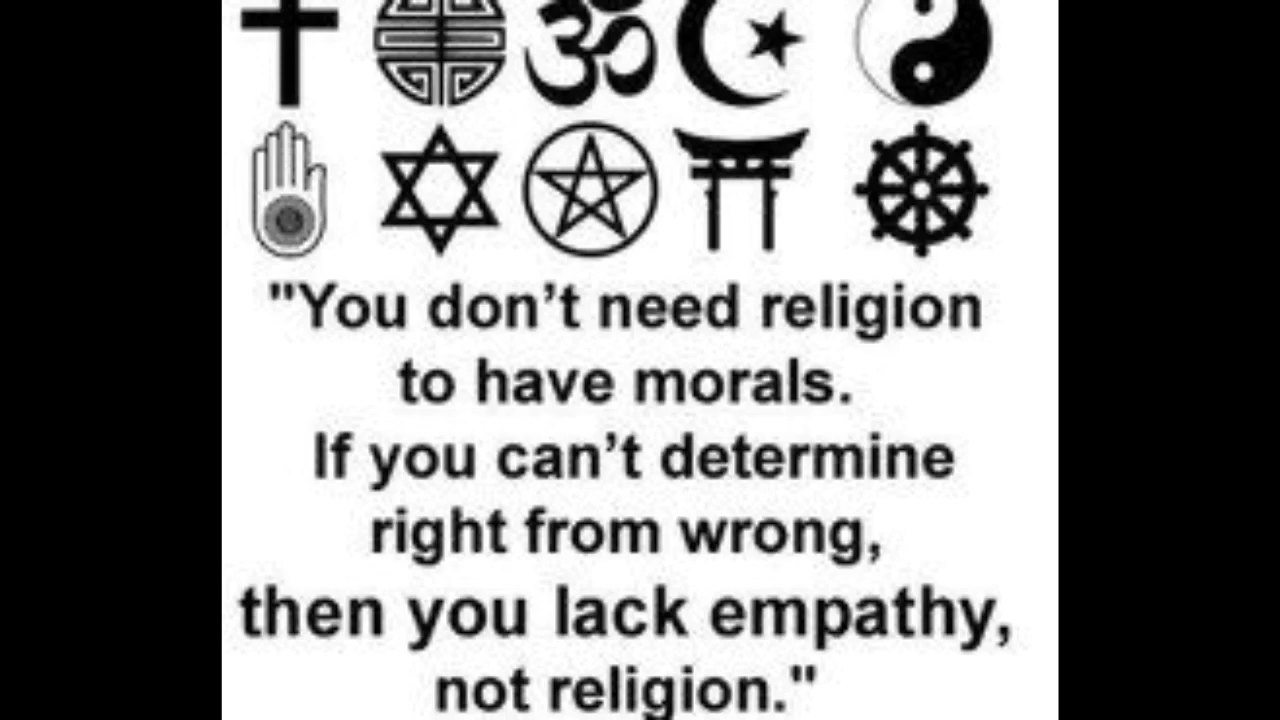 "You don’t need religion
to have morals.
If you can’t determine
right from wrong,
then you lack empathy,
not religion."